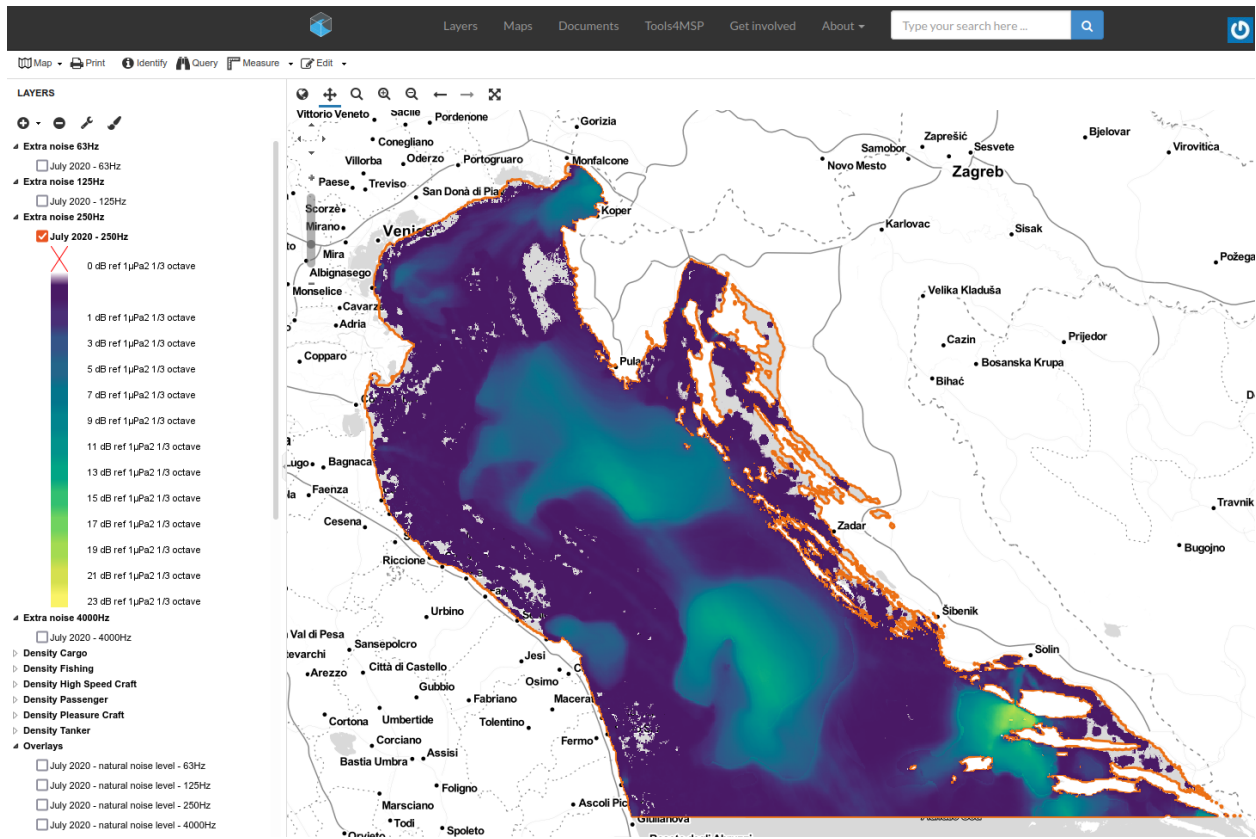 Layers Maps Documents Tools4MSP Get involved About Type your search here ...
Map Print Identify Query Measure Edit
LAYERS
Extra noise 63Hz
July 2020 - 63Hz
Extra noise 125Hz
July 2020 - 125Hz
Extra noise 250Hz
July 2020 - 250Hz
0 dB ref 1µPa2 1/3 octave
1 dB ref 1µPa2 1/3 octave
3 dB ref 1µPa2 1/3 octave
5 dB ref 1µPa2 1/3 octave
7 dB ref 1µPa2 1/3 octave
9 dB ref 1µPa2 1/3 octave
11 dB ref 1µPa2 1/3 octave
13 dB ref 1µPa2 1/3 octave
15 dB ref 1µPa2 1/3 octave
17 dB ref 1µPa2 1/3 octave
19 dB ref 1µPa2 1/3 octave
21 dB ref 1µPa2 1/3 octave
23 dB ref 1µPa2 1/3 octave
Extra noise 4000Hz
July 2020 - 4000Hz
Density Cargo
Density Fishing
Density High Speed Craft
Density Passenger
Density Pleasure Craft
Density Tanker
Overlays
July 2020 - natural noise level - 63Hz
July 2020 - natural noise level - 125Hz
July 2020 - natural noise level - 250Hz
July 2020 - natural noise level - 4000Hz
Vittorio Veneto
Sacile
Pordenone
Gorizia
Conegliano
Villorba
Oderzo
Portogruaro
Monfalcone
Paese
Treviso
San Donà di Pia
Scorzè
Koper
Mirano
Venice
Mira
Albignasego
Monselice
Cavarz
Adria
Copparo
Pula
Bjelovar
Zaprešić
Samobor
Sesvete
Virovitica
Novo Mesto
Zagreb
Karlovac
Sisak
Požega
Velika Kladuša
Cazin
Prijedor
Bosanska Krupa
Bihać
Lugo
Bagnaca
Faenza
Cesena
Riccione
Zadar
Travnik
Bugojno
Urbino
Šibenik
Val di Pesa
Sansepolcro
tevarchi
Solin
Jesi
Arezzo
Città di Castello
Osimo
Gubbio
Fabriano
Macerat
Cortona
Umbertide
Tolentino
Corciano
Fermo
Assisi
Bastia Umbra
Foligno
Marsciano
Ascoli Pic
Todi
Giulianova
Orvieto
Spoleto